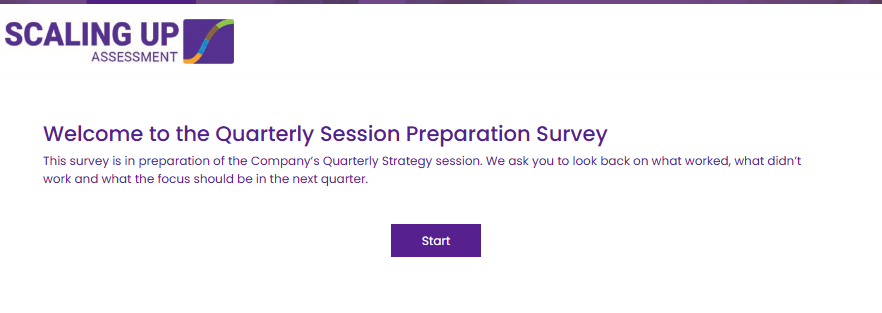 SCALING UP
ASSESSMENT
Welcome to the Quarterly Session Preparation Survey
This survey is in preparation of the Company’s Quarterly Strategy session. We ask you to look back on what worked, what didn’t
work and what the focus should be in the next quarter.
Start